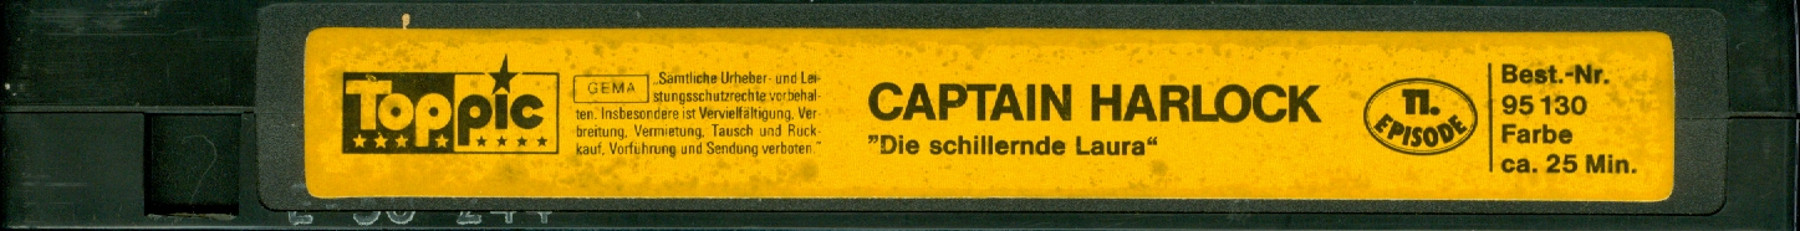 Toppic
GEMA
„Sämtliche Urheber- und Lei-
stungsschutzrechte vorbehal-
ten. Insbesondere ist Vervielfältigung, Ver-
breitung, Vermietung, Tausch und Rück-
kauf, Vorführung und Sendung verboten.“
CAPTAIN HARLOCK
"Die schillernde Laura“
11.
EPISODE
Best.-Nr.
95 130
Farbe
ca. 25 Min.